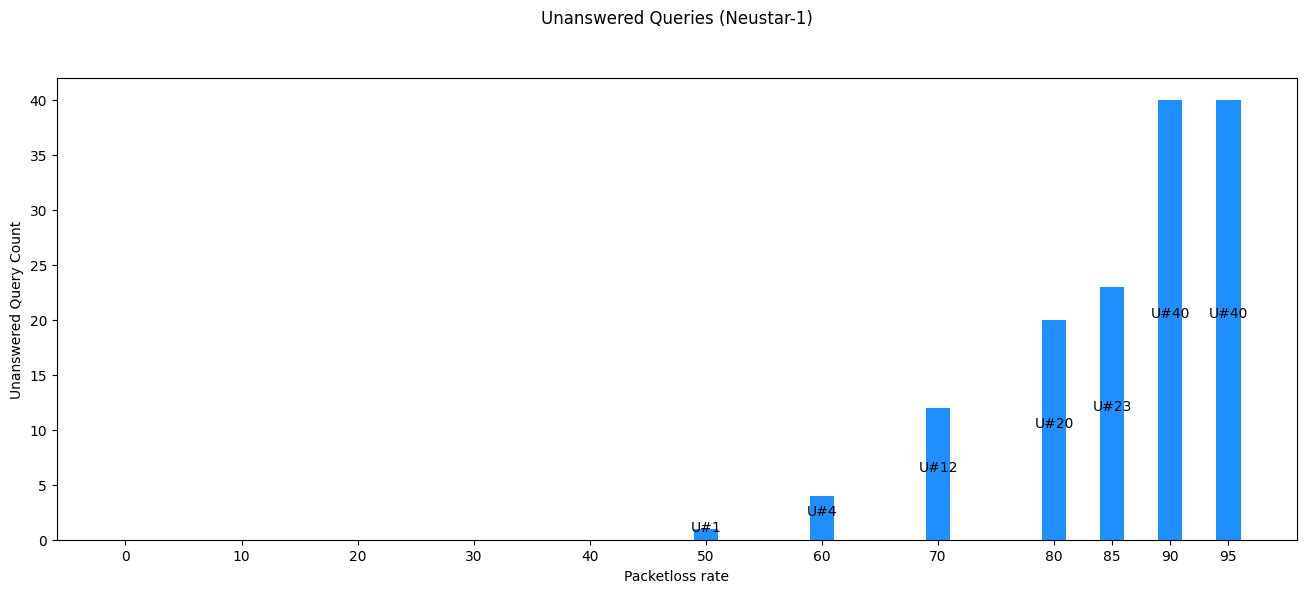 Unanswered Queries (Neustar-1)
Unanswered Query Count
40
35
30
25
20
15
10
5
0
U#1
U#4
U#12
U#20
U#23
U#40
U#40
0 10 20 30 40 50 60 70 80 85 90 95
Packetloss rate